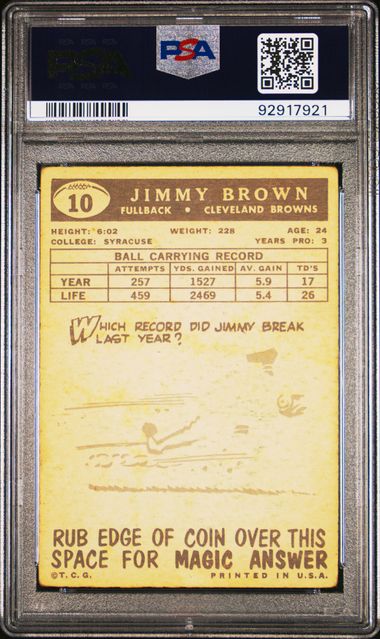 PSA
92917921
10
JIMMY BROWN
FULLBACK • CLEVELAND BROWNS
HEIGHT: 6:02 WEIGHT: 228 AGE: 24
COLLEGE: SYRACUSE YEARS PRO: 3
BALL CARRYING RECORD
ATTEMPTS YDS. GAINED AV. GAIN TD'S
YEAR 257 1527 5.9 17
LIFE 459 2469 5.4 26
WHICH RECORD DID JIMMY BREAK
LAST YEAR?
RUB EDGE OF COIN OVER THIS
SPACE FOR MAGIC ANSWER
©T.C.G. PRINTED IN U.S.A.